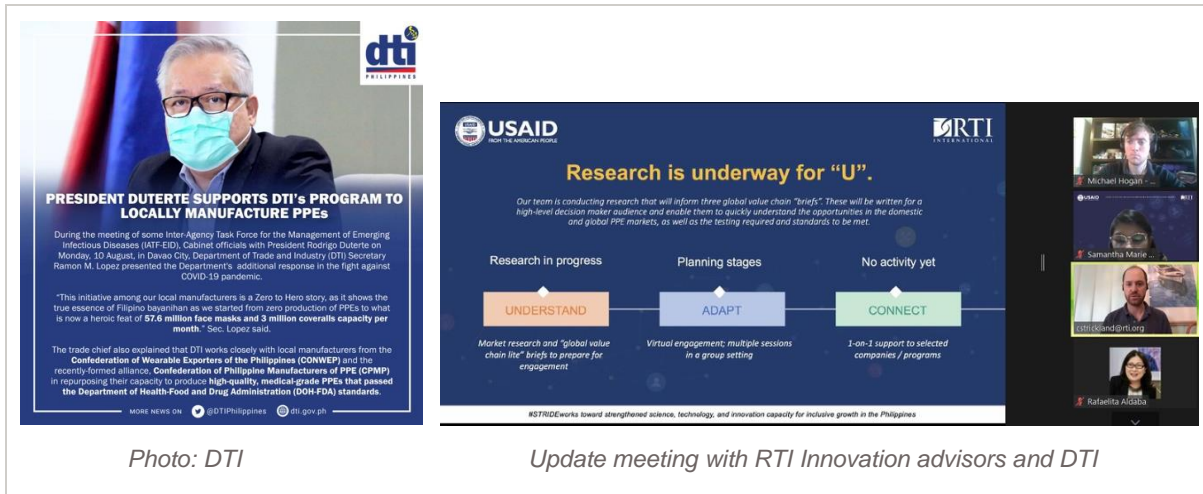 dti
PHILIPPINES
PRESIDENT DUTERTE SUPPORTS DTI's PROGRAM TO
LOCALLY MANUFACTURE PPEs
During the meeting of some Inter-Agency Task Force for the Management of Emerging
Infectious Diseases (IATF-EID), Cabinet officials with President Rodrigo Duterte on
Monday, 10 August, in Davao City, Department of Trade and Industry (DTI) Secretary
Ramon M. Lopez presented the Department's additional response in the fight against
COVID-19 pandemic.
"This initiative among our local manufacturers is a Zero to Hero story, as it shows the
true essence of Filipino bayanihan as we started from zero production of PPEs to what
is now a heroic feat of 57.6 million face masks and 3 million coveralls capacity per
month." Sec. Lopez said.
The trade chief also explained that DTI works closely with local manufacturers from the
Confederation of Wearable Exporters of the Philippines (CONWEP) and the
recently-formed alliance, Confederation of Philippine Manufacturers of PPE (CPMP)
in repurposing their capacity to produce high-quality, medical-grade PPEs that passed
the Department of Health-Food and Drug Administration (DOH-FDA) standards.
MORE NEWS ON @DTIPhilippines dti.gov.ph
USAID
FROM THE AMERICAN PEOPLE
RTI
INTERNATIONAL
Research is underway for "U".
Our team is conducting research that will inform three global value chain "briefs". These will be written for a
high-level decision maker audience and enable them to quickly understand the opportunities in the domestic
and global PPE markets, as well as the testing required and standards to be met.
Research in progress
Planning stages
No activity yet
UNDERSTAND
ADAPT
CONNECT
Market research and "global value
chain lite" briefs to prepare for
engagement
Virtual engagement; multiple sessions
in a group setting
1-on-1 support to selected
companies / programs
#STRIDEworks toward strengthened science, technology, and innovation capacity for inclusive growth in the Philippines
Michael Hogan - ...
USAID
RTI
Samantha Marie ...
cstrickland@rti.org
Rafaelita Aldaba
Photo: DTI
Update meeting with RTI Innovation advisors and DTI